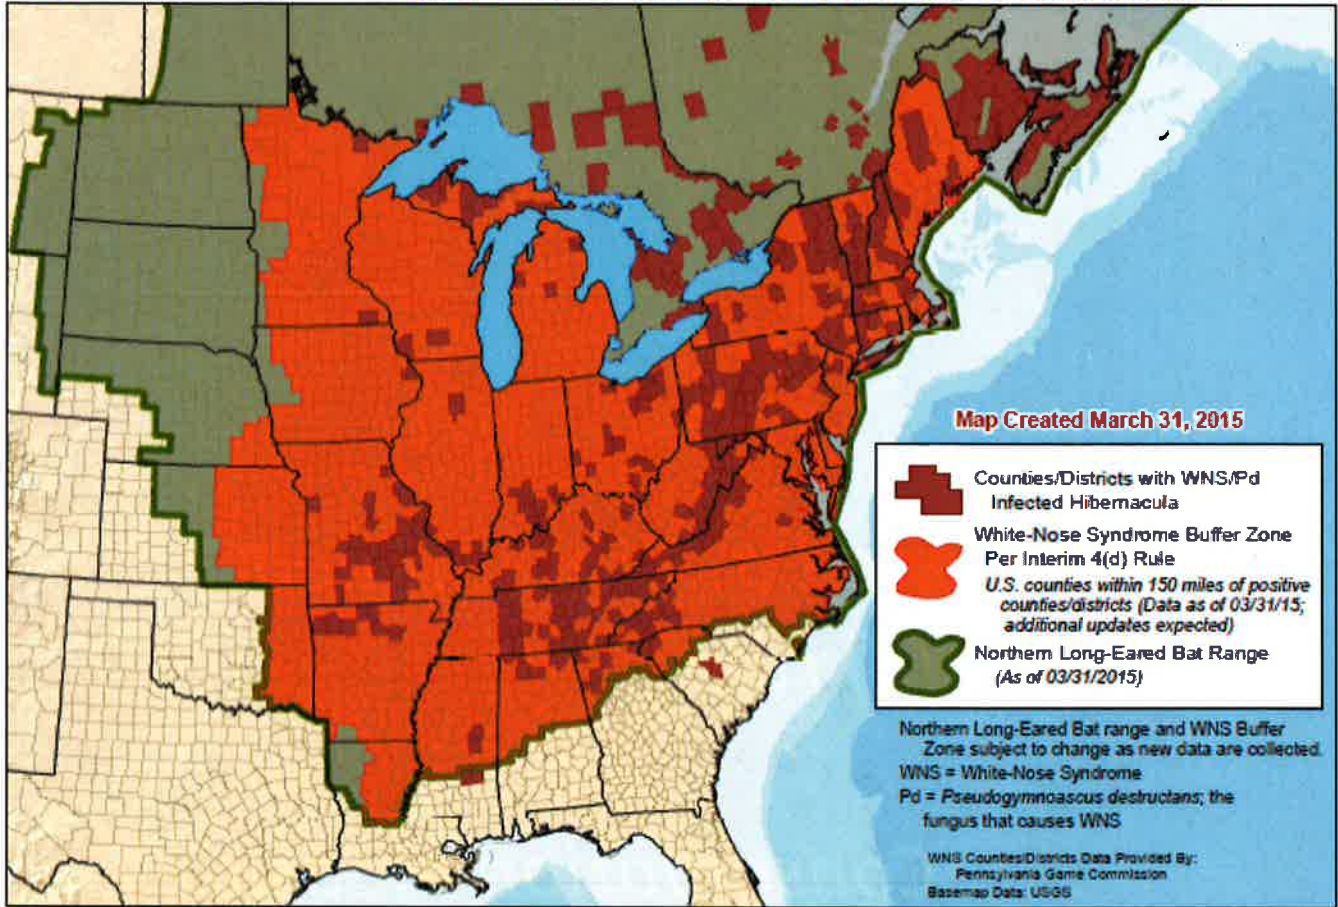 Map Created March 31, 2015
Counties/Districts with WNS/Pd
Infected Hibernacula
White-Nose Syndrome Buffer Zone
Per Interim 4(d) Rule
U.S. counties within 150 miles of positive
counties/districts (Data as of 03/31/15;
additional updates expected)
Northern Long-Eared Bat Range
(As of 03/31/2015)
Northern Long-Eared Bat range and WNS Buffer
Zone subject to change as new data are collected.
WNS = White-Nose Syndrome
Pd = Pseudogymnoascus destructans; the
fungus that causes WNS
WNS Counties/Districts Data Provided By:
Pennsylvania Game Commission
Basemap Data: USGS